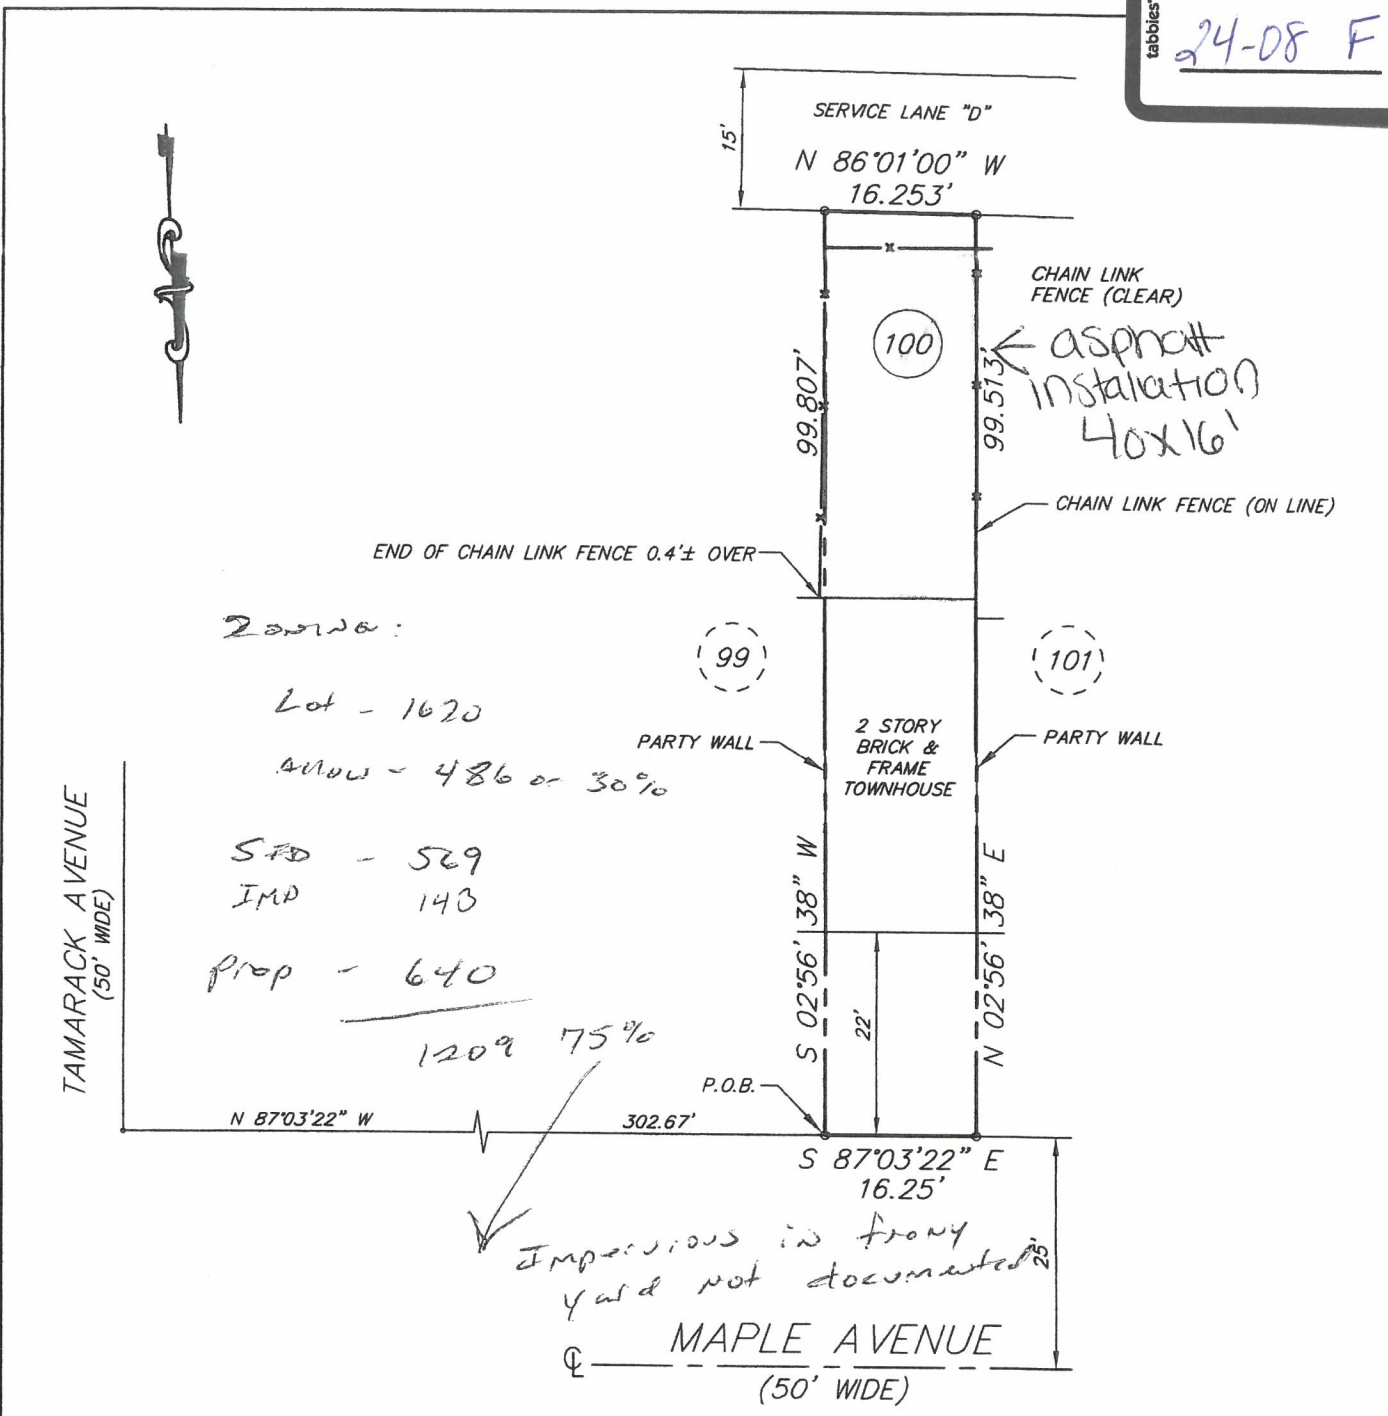 tabbies®
24-08 F
SERVICE LANE "D"
15'
N 86°01'00" W
16.253'
CHAIN LINK
FENCE (CLEAR)
100
99.807'
99.513'
← asphalt
instalation
40x16'
CHAIN LINK FENCE (ON LINE)
END OF CHAIN LINK FENCE 0.4'± OVER
Zoning:
99
101
Lot - 1620
PARTY WALL
2 STORY
BRICK &
FRAME
TOWNHOUSE
PARTY WALL
Allow - 486 or 30%
SFD - 569
IMP 143
Prop - 640
1209 75%
TAMARACK AVENUE
(50' WIDE)
S 02°56' 38" W
N 02°56' 38" E
22'
P.O.B.
N 87°03'22" W
302.67'
S 87°03'22" E
16.25'
Impervious in frony
yard not documented
25'
MAPLE AVENUE
℄
(50' WIDE)